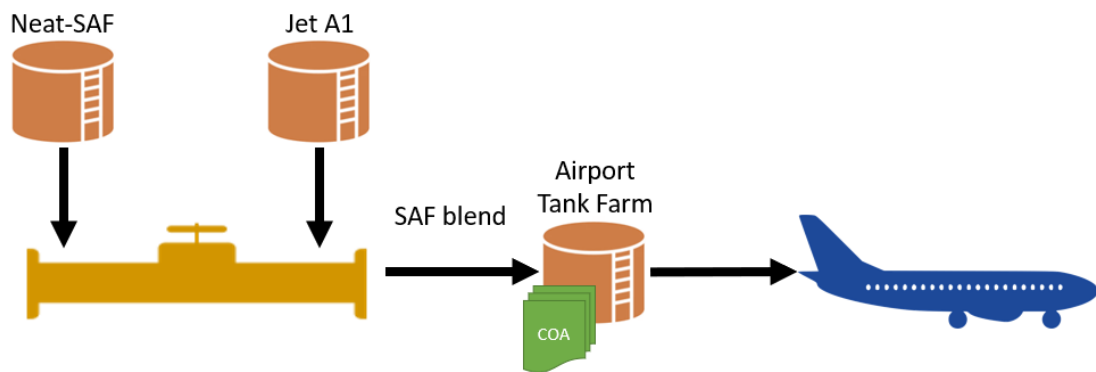 Neat-SAF
Jet A1
SAF blend
Airport
Tank Farm
COA